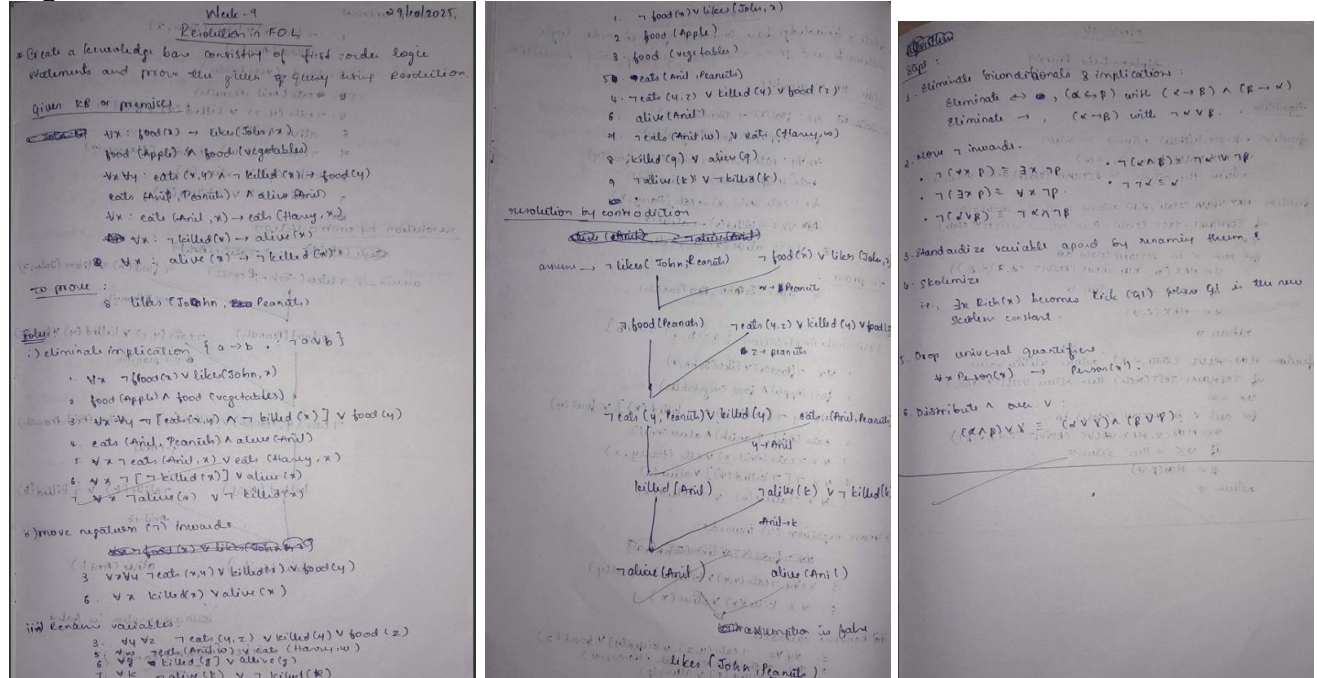 Week-9 29/10/2025,
Resolution in FOL
Create a knowledge base consisting of first order logic
statements and prove the given Query using Resolution.
Given KB or premises:
∀x: food(x) → likes(John, x)
food (Apple) ∧ food (vegetables)
∀x∀y: eats (x,y) ∧ ¬ killed(x) → food(y)
eats (Anil, Peanuts) ∧ alive(Anil)
∀x: eats (Anil, x) → eats (Harry, x)
∀x: ¬ killed(x) → alive(x)
∀x: alive(x) → ¬ killed(x)
To prove:
8. likes (John, Peanuts)
Soln:
i) eliminate implication { a → b : ¬a∨b }
1. ∀x ¬ food(x) ∨ likes(John, x)
2 food(Apple) ∧ food (vegetables)
3. ∀x ∀y ¬ [eats(x,y) ∧ ¬ killed(x)] ∨ food(y)
4. eats (Anil, Peanuts) ∧ alive(Anil)
5 ∀x ¬ eats(Anil, x) ∨ eats (Harry, x)
6. ∀x ¬ [¬ killed(x)] ∨ alive(x)
7 ∀x ¬alive(x) ∨ ¬ killed(x)
ii) move negation (¬) inwards
3 ∀x∀y ¬eats (x,y) ∨ killed(x) ∨ food(y)
6. ∀x killed(x) ∨ alive(x)
iii) Rename variables:
3. ∀y ∀z ¬ eats (y, z) ∨ killed(y) ∨ food (z)
5. ∀w ¬eats(Anil, w) ∨ eats (Harry, w)
6 ∀g killed(g) ∨ alive(g)
7. ∀k ¬alive(k) ∨ ¬ killed(k)
1. ¬ food(x) ∨ likes(John, x)
2 food (Apple)
3. food (vegetables)
5 eats (Anil, Peanuts)
4. ¬eats (y, z) ∨ killed(y) ∨ food(z)
6 alive(Anil)
7 ¬eats(Anil, w) ∨ eats (Harry, w)
8 killed(g) ∨ alive(g)
9 ¬alive(k) ∨ ¬killed(k)
resolution by
assume → ¬likes(John, Peanuts) ¬food(x) ∨ likes(John,
x → Peanuts
¬ food(Peanuts) ¬eats (y, z) ∨ killed(y) ∨ food(z
z → peanuts
¬eats (y, Peanuts) ∨ killed(y) eats (Anil, Peanuts
y → Anil
killed (Anil) ¬alive(k) ∨ ¬ killed(k
Anil → k
¬alive(Anil) alive(Anil)
assumption is false
likes (John, Peanuts)
steps:
1. Eliminate biconditionals & implications:
Eliminate ↔, (α ↔ β) with (α → β) ∧ (β → α)
Eliminate →, (α → β) with ¬α ∨ β.
2. Move ¬ inwards.
• ¬(∀x P) ≡ ∃x ¬P • ¬(α∧β) ≡ ¬α ∨ ¬β.
• ¬(∃x P) ≡ ∀x ¬P. • ¬¬α ≡ α
• ¬(α∨β) ≡ ¬α ∧ ¬β
3. Standardize variable apard by renaming them
4. Skolemize
i.e., ∃x Rich(x) becomes Rich (G1) where G1 is the new
skolem constant.
5. Drop universal quantifiers
∀x Person(x) → Person(x).
6. Distribute ∧ over ∨:
(α∧β)∨γ ≡ (α∨γ) ∧ (β∨γ)